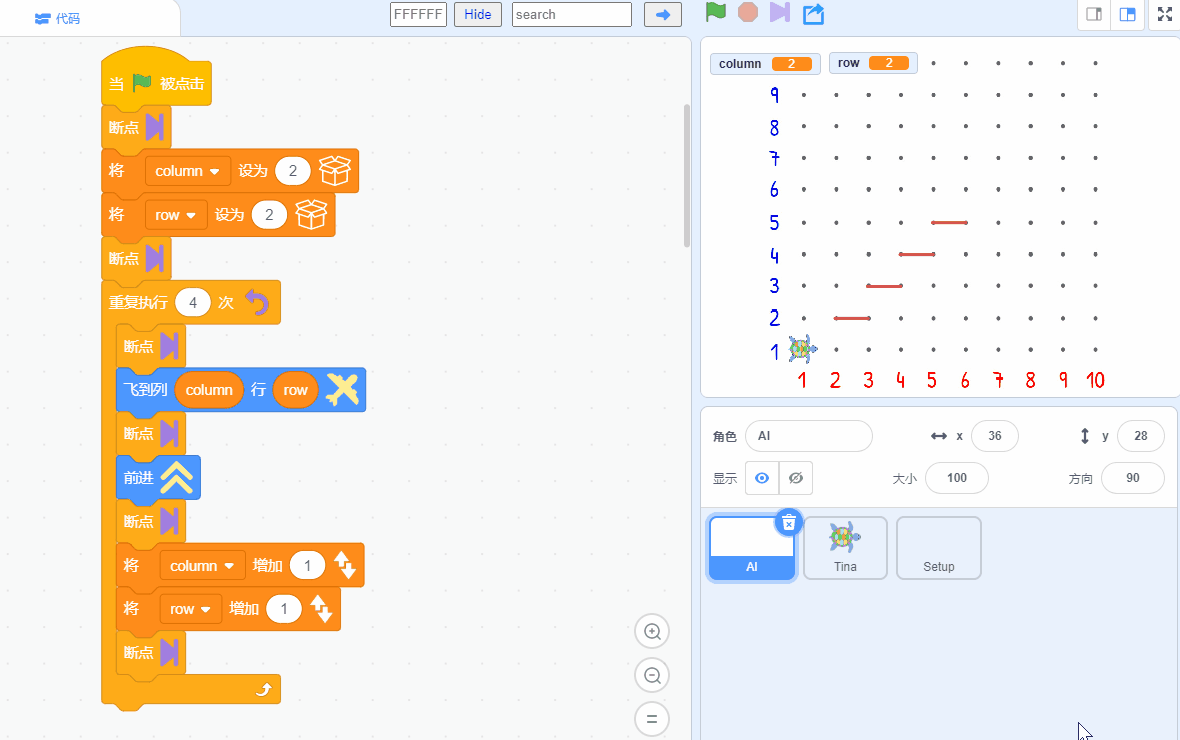 代码
FFFFFF Hide search
当 被点击
断点
将 column 设为 2
将 row 设为 2
断点
重复执行 4 次
断点
飞到列 column 行 row
断点
前进
断点
将 column 增加 1
将 row 增加 1
断点
column 2 row 2
9
8
7
6
5
4
3
2
1
1 2 3 4 5 6 7 8 9 10
角色 AI x 36 y 28
显示 大小 100 方向 90
AI Tina Setup